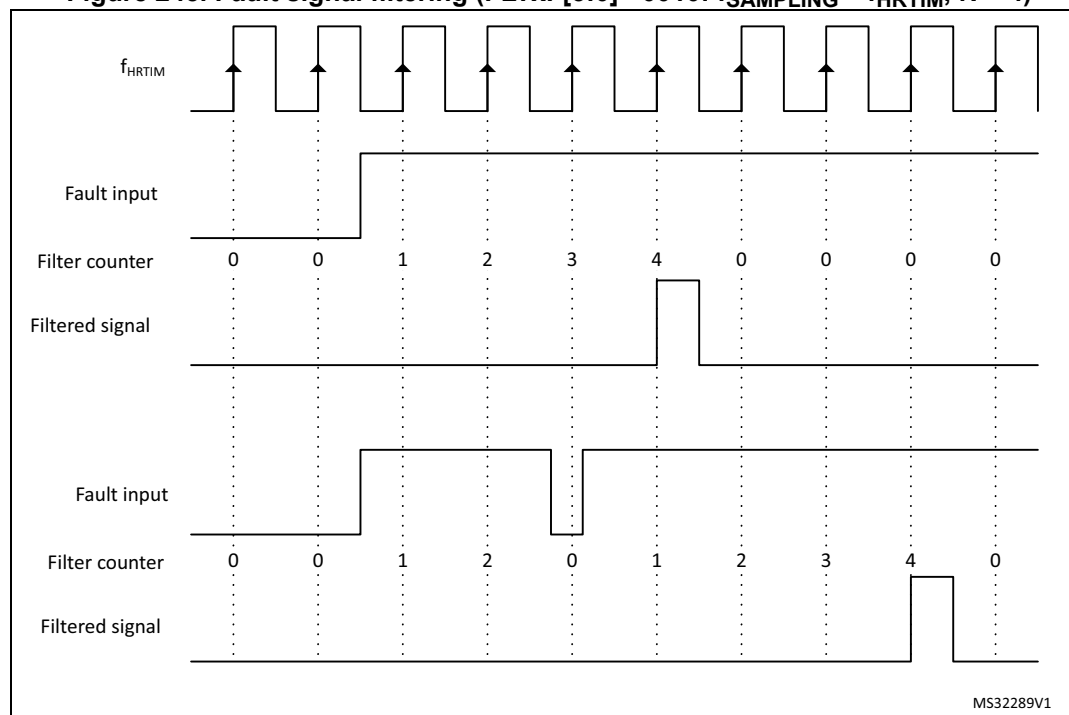 f_HRTIM
Fault input
Filter counter 0 0 1 2 3 4 0 0 0 0
Filtered signal
Fault input
Filter counter 0 0 1 2 0 1 2 3 4 0
Filtered signal
MS32289V1